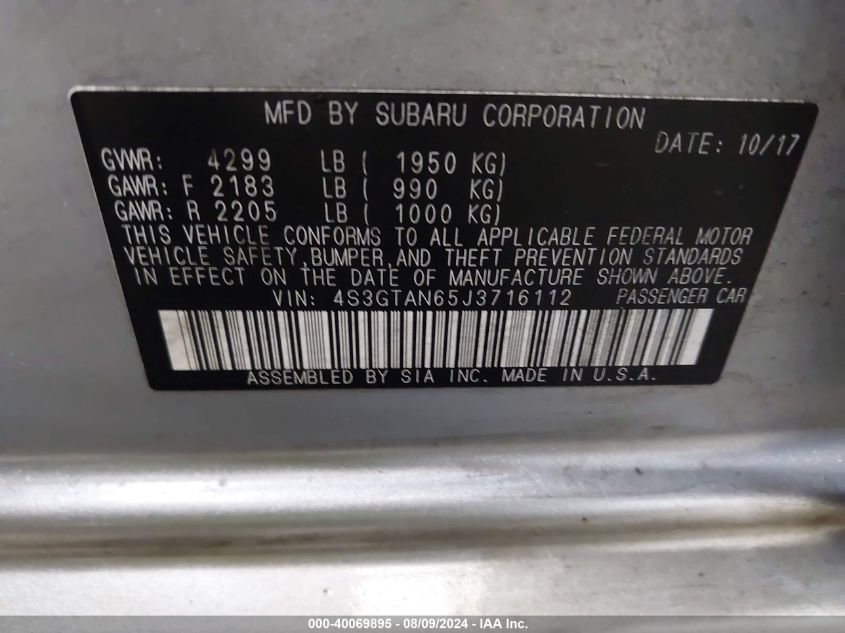 MFD BY SUBARU CORPORATION
DATE: 10/17
GVWR: 4299 LB ( 1950 KG)
GAWR: F 2183 LB ( 990 KG)
GAWR: R 2205 LB ( 1000 KG)
THIS VEHICLE CONFORMS TO ALL APPLICABLE FEDERAL MOTOR
VEHICLE SAFETY, BUMPER, AND THEFT PREVENTION STANDARDS
IN EFFECT ON THE DATE OF MANUFACTURE SHOWN ABOVE.
VIN: 4S3GTAN65J3716112 PASSENGER CAR
ASSEMBLED BY SIA INC. MADE IN U.S.A.
000-40069895 - 08/09/2024 - IAA Inc.